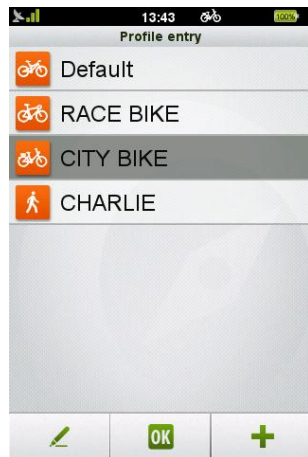 13:43
100%
Profile entry
Default
RACE BIKE
CITY BIKE
CHARLIE
OK